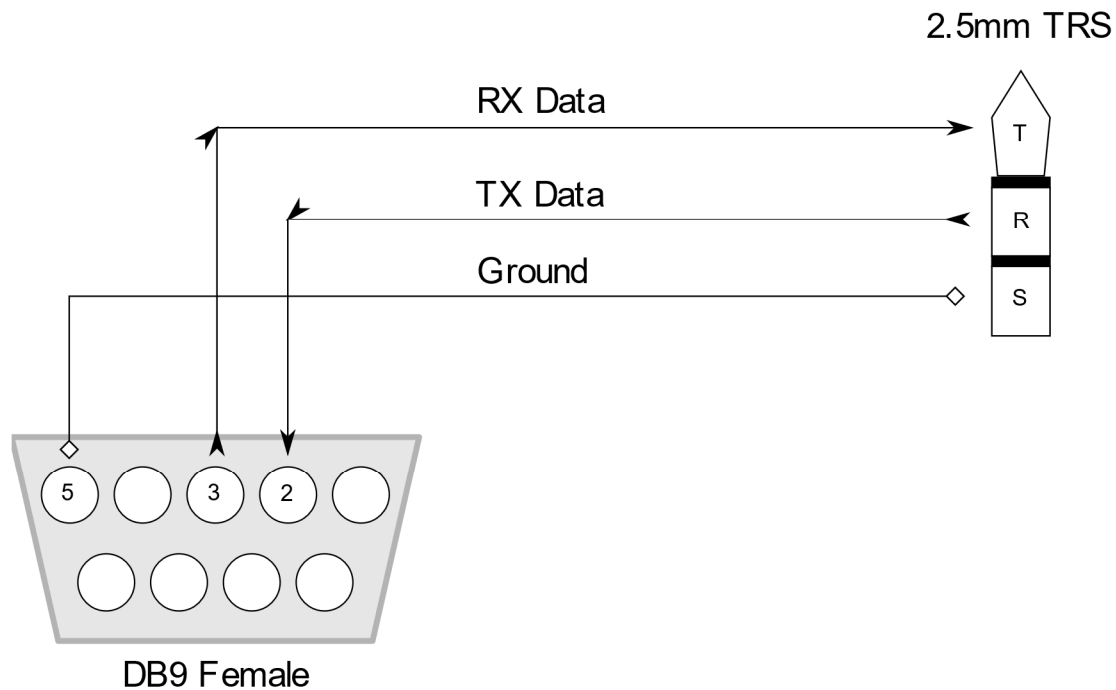 2.5mm TRS
RX Data
T
TX Data
R
Ground
S
5 3 2
DB9 Female